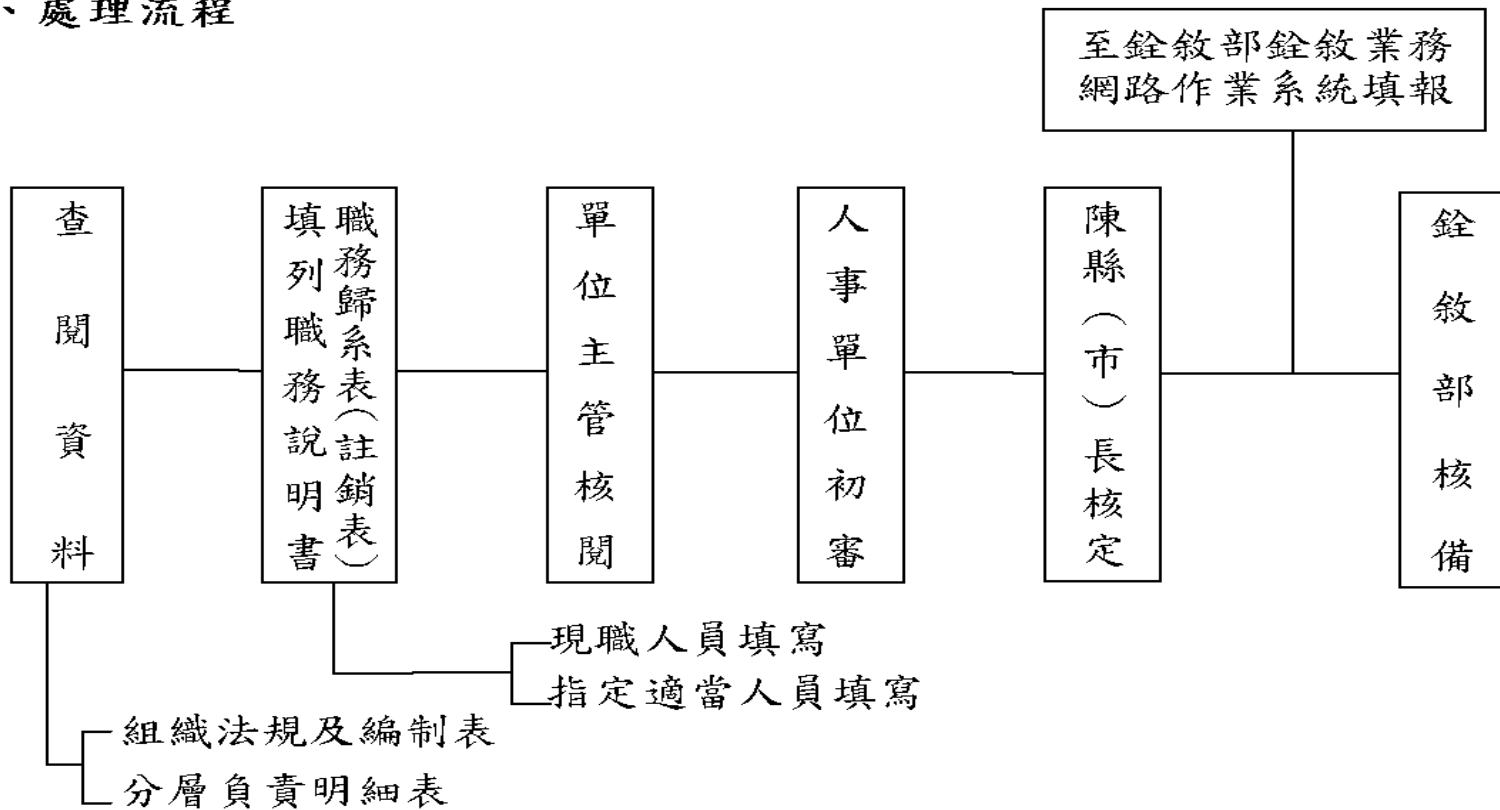 、處理流程
至銓敘部銓敘業務
網路作業系統填報
查閱資料
職務歸系表(註銷表)
填列職務說明書
單位主管核閱
人事單位初審
陳縣(市)長核定
銓敘部核備
現職人員填寫
指定適當人員填寫
組織法規及編制表
分層負責明細表